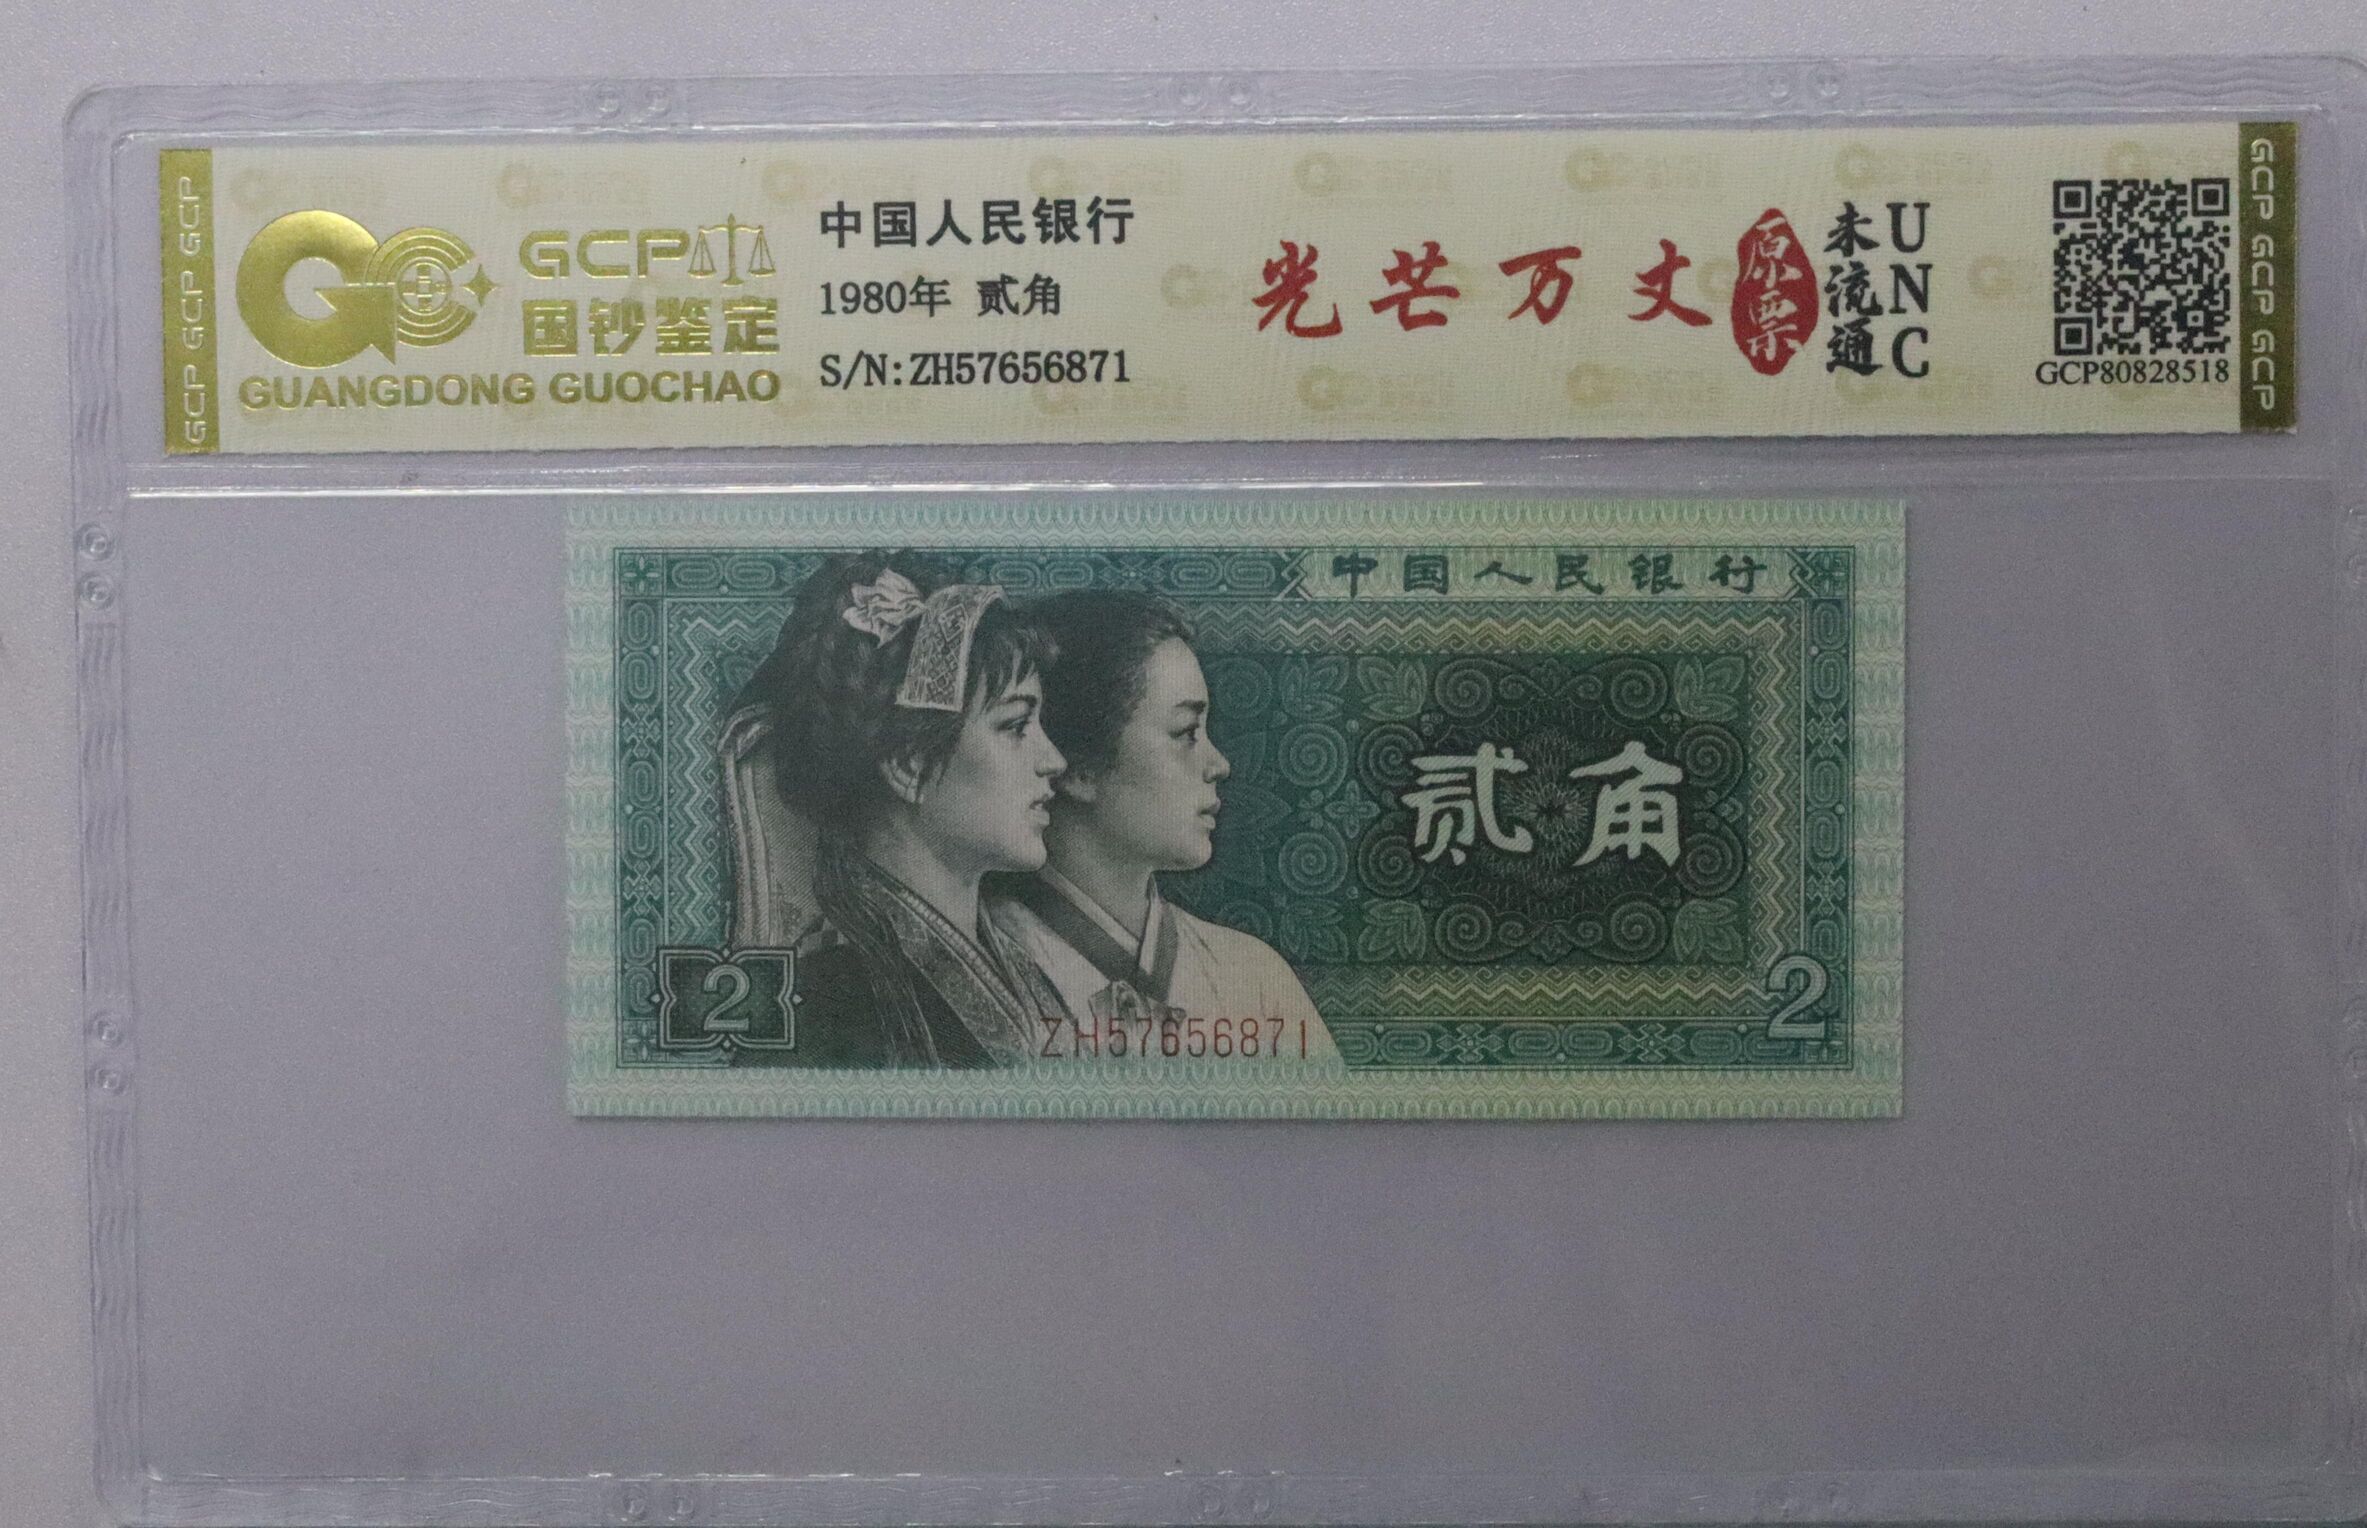 GCP GCP GCP
GCP
国钞鉴定
GUANGDONG GUOCHAO
中国人民银行
1980年 贰角
S/N:ZH57656871
光芒万丈
原票
未流通
UNC
GCP80828518
GCP GCP GCP
中国人民银行
贰角
2
2
ZH57656871